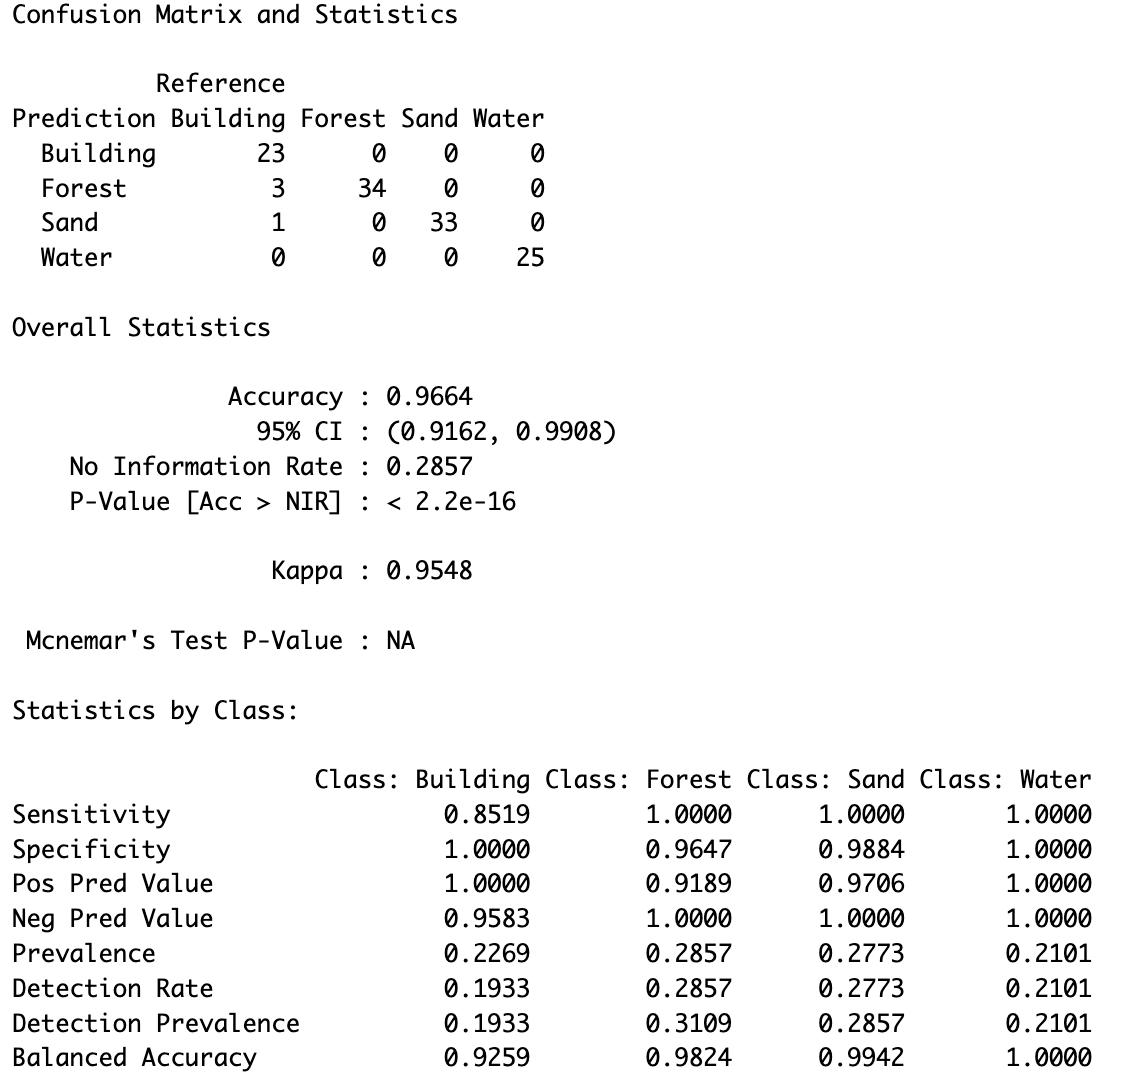 Confusion Matrix and Statistics
Reference
Prediction Building Forest Sand Water
Building 23 0 0 0
Forest 3 34 0 0
Sand 1 0 33 0
Water 0 0 0 25
Overall Statistics
Accuracy : 0.9664
95% CI : (0.9162, 0.9908)
No Information Rate : 0.2857
P-Value [Acc > NIR] : < 2.2e-16
Kappa : 0.9548
Mcnemar's Test P-Value : NA
Statistics by Class:
Class: Building Class: Forest Class: Sand Class: Water
Sensitivity 0.8519 1.0000 1.0000 1.0000
Specificity 1.0000 0.9647 0.9884 1.0000
Pos Pred Value 1.0000 0.9189 0.9706 1.0000
Neg Pred Value 0.9583 1.0000 1.0000 1.0000
Prevalence 0.2269 0.2857 0.2773 0.2101
Detection Rate 0.1933 0.2857 0.2773 0.2101
Detection Prevalence 0.1933 0.3109 0.2857 0.2101
Balanced Accuracy 0.9259 0.9824 0.9942 1.0000